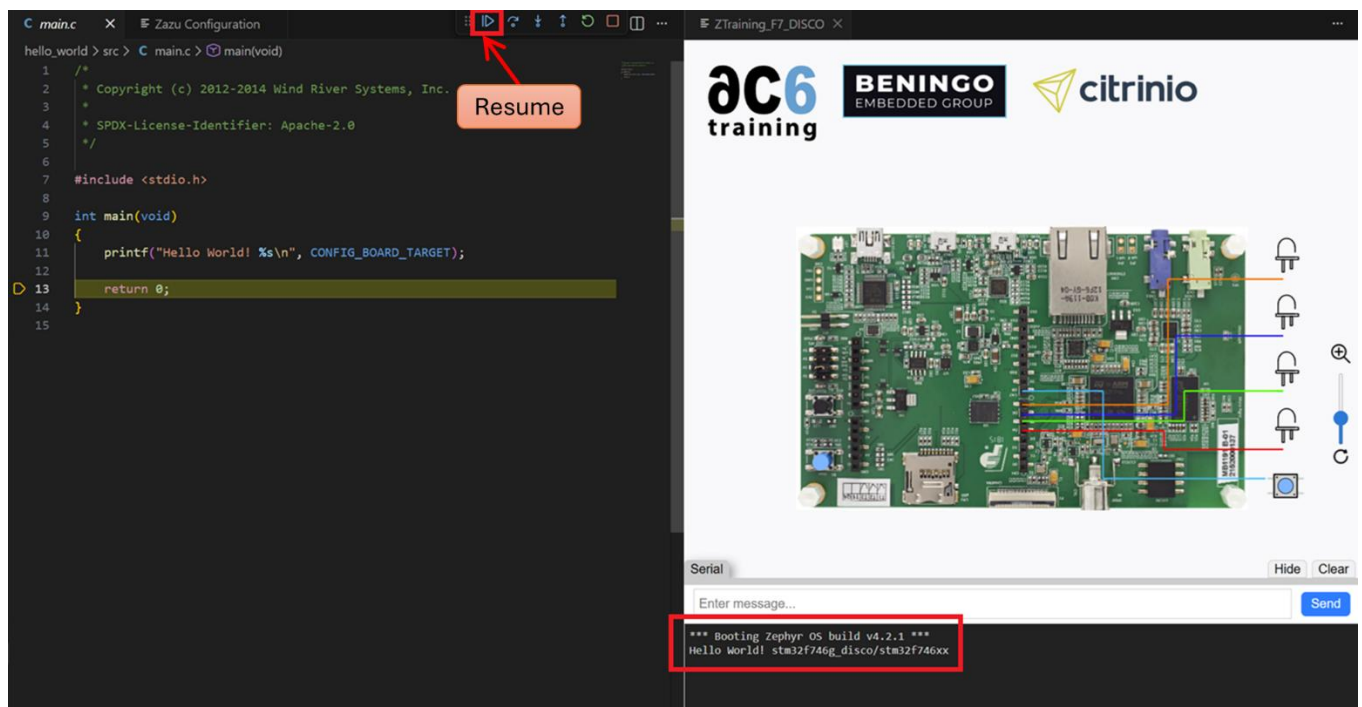 main.c
Zazu Configuration
hello_world > src > C main.c > main(void)
Resume
1 /*
2 * Copyright (c) 2012-2014 Wind River Systems, Inc.
3 *
4 * SPDX-License-Identifier: Apache-2.0
5 */
6
7 #include <stdio.h>
8
9 int main(void)
10 {
11 printf("Hello World! %s\n", CONFIG_BOARD_TARGET);
12
13 return 0;
14 }
15
ZTraining_F7_DISCO
ac6
training
BENINGO
EMBEDDED GROUP
citrinio
Serial
Hide
Clear
Enter message...
Send
*** Booting Zephyr OS build v4.2.1 ***
Hello World! stm32f746g_disco/stm32f746xx